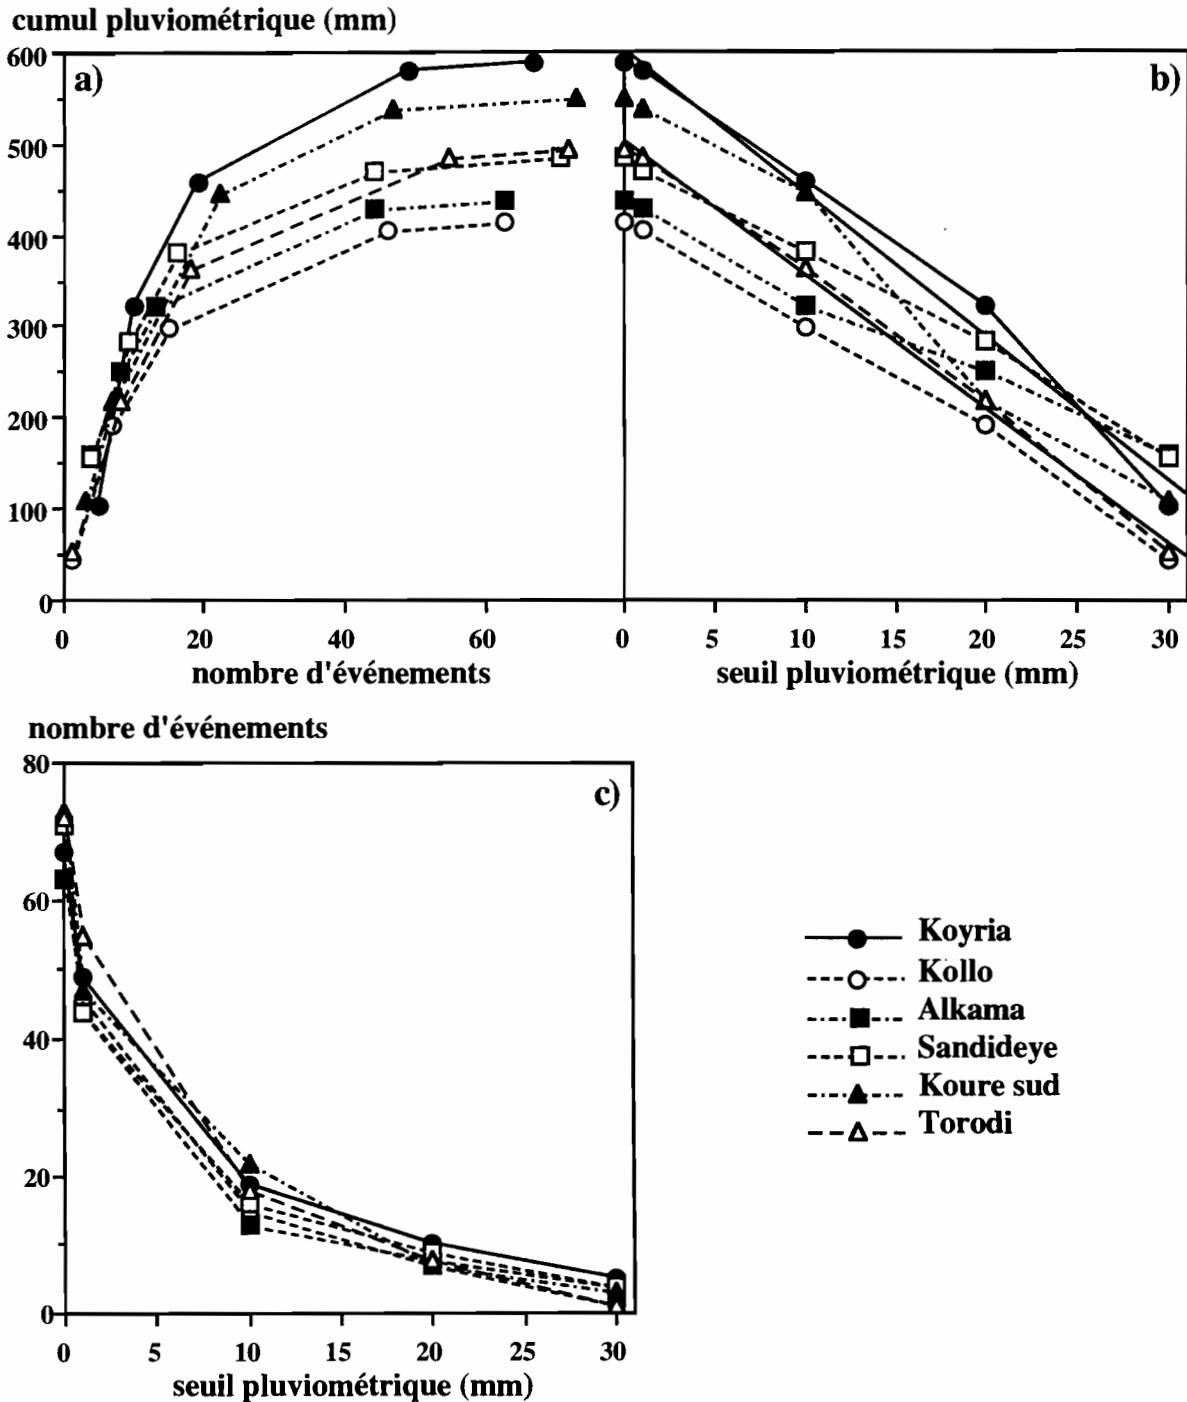 cumul pluviométrique (mm)
a)
b)
600
500
400
300
200
100
0
0 20 40 60
nombre d'événements
0 5 10 15 20 25 30
seuil pluviométrique (mm)
nombre d'événements
c)
80
60
40
20
0
0 5 10 15 20 25 30
seuil pluviométrique (mm)
Koyria
Kollo
Alkama
Sandideye
Koure sud
Torodi